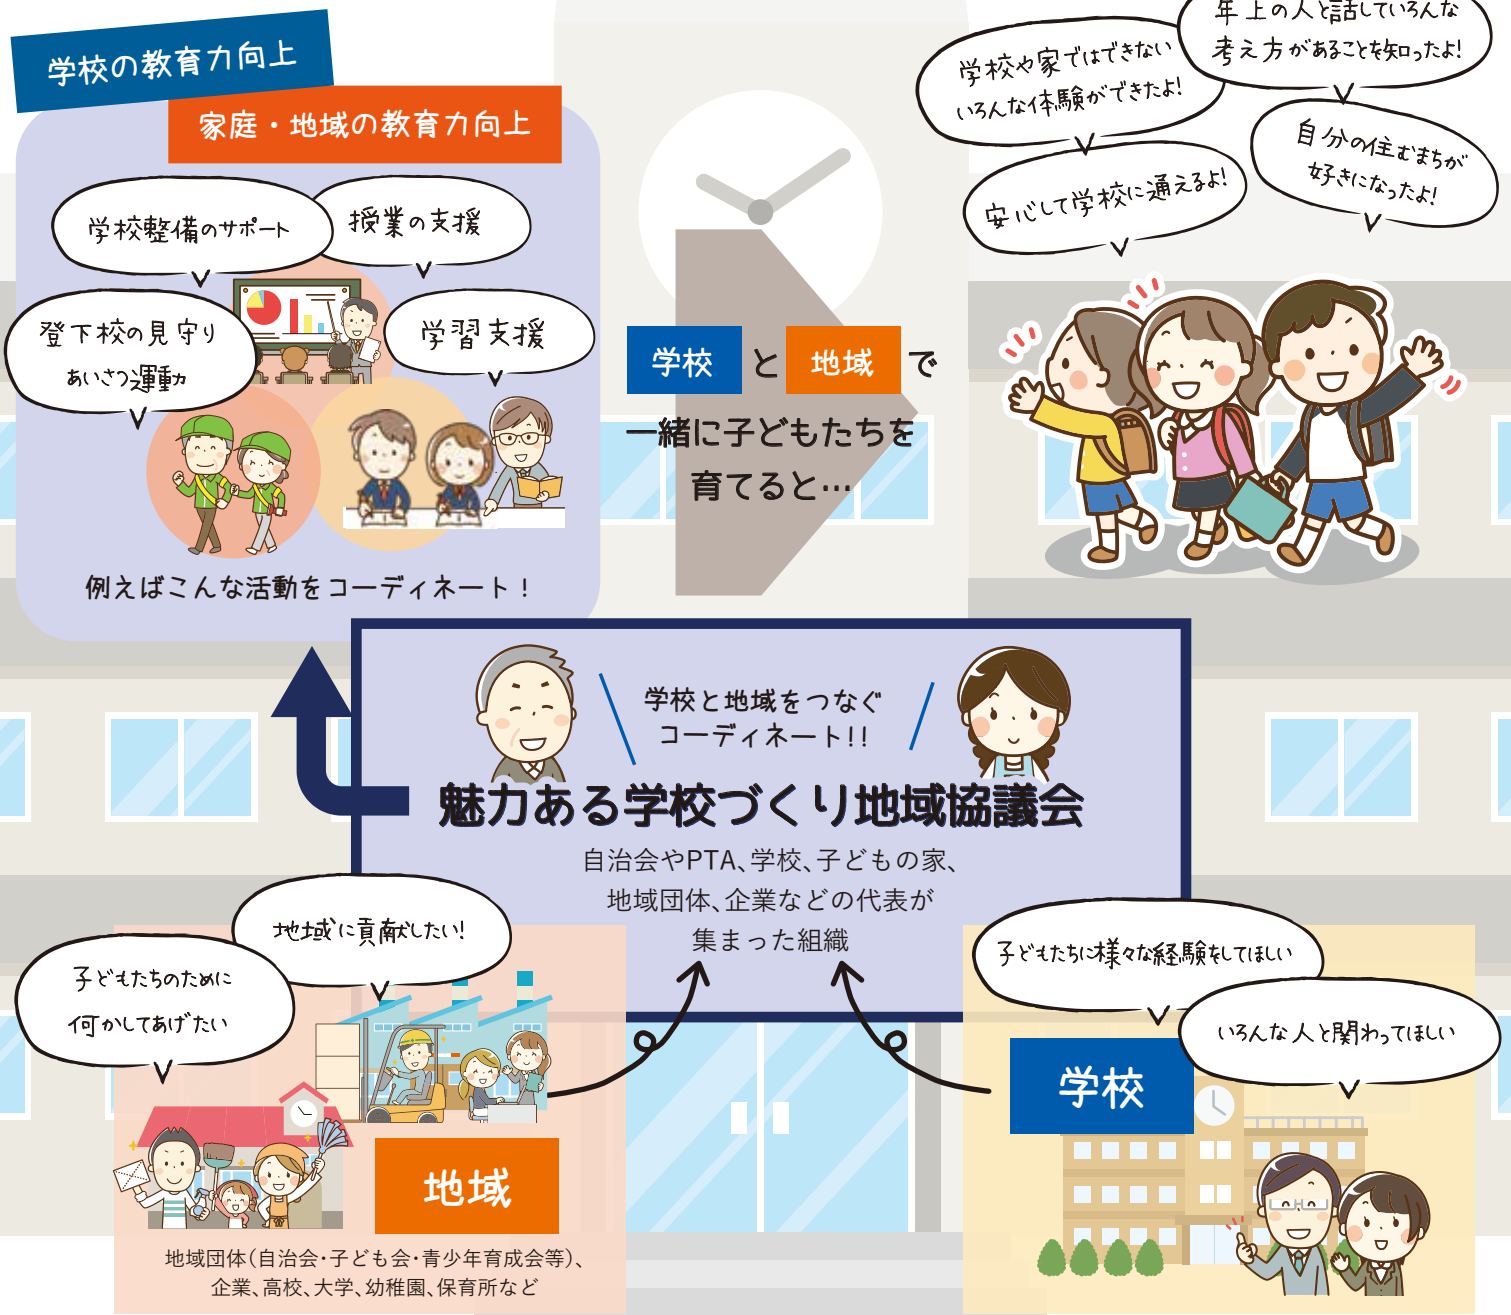 学校の教育力向上
家庭・地域の教育力向上
学校整備のサポート
授業の支援
登下校の見守り
あいさつ運動
学習支援
例えばこんな活動をコーディネート！
学校と地域で
一緒に子どもたちを
育てると…
学校や家ではできない
いろんな体験ができたよ!
年上の人と話していろんな
考え方があることを知ったよ!
安心して学校に通えるよ!
自分の住むまちが
好きになったよ!
学校と地域をつなぐ
コーディネート!!
魅力ある学校づくり地域協議会
自治会やPTA、学校、子どもの家、
地域団体、企業などの代表が
集まった組織
地域に貢献したい!
子どもたちのために
何かしてあげたい
地域
地域団体（自治会・子ども会・青少年育成会等）、
企業、高校、大学、幼稚園、保育所など
子どもたちに様々な経験をしてほしい
いろんな人と関わってほしい
学校